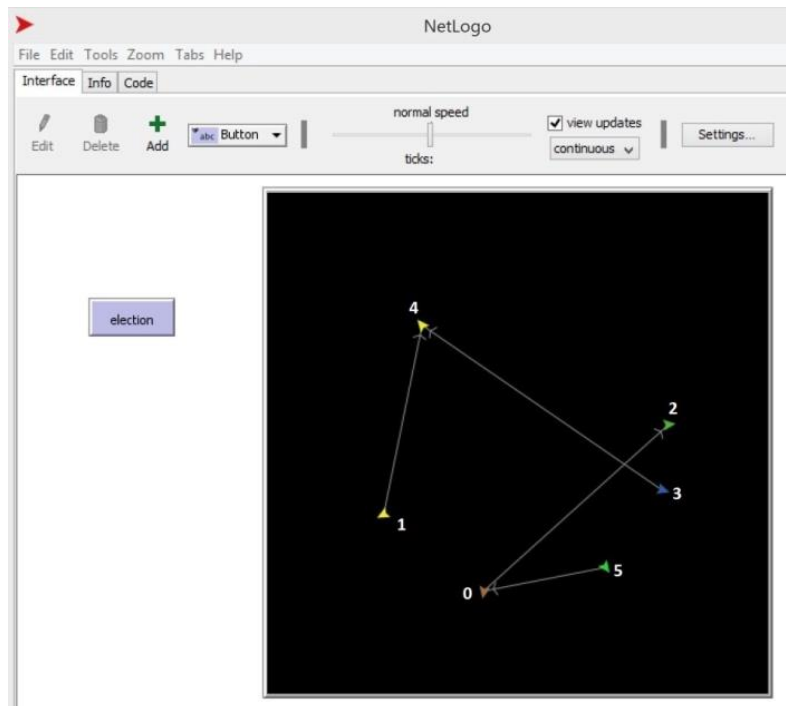 NetLogo
File Edit Tools Zoom Tabs Help
Interface Info Code
normal speed
Edit Delete Add abc Button view updates Settings...
continuous
ticks:
election
4
2
3
1
5
0